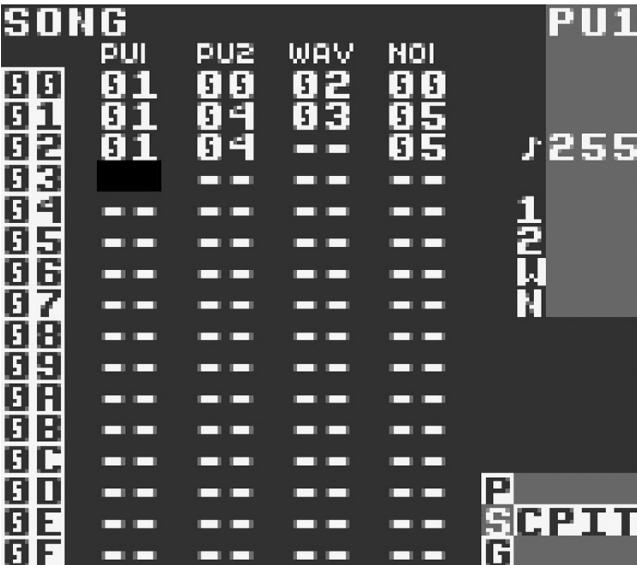 SONG PU1
PU1 PU2 WAV NOI
00 01 00 02 00
01 01 04 03 05
02 01 04 -- 05 ♪255
03 -- -- --
04 -- -- -- -- 1
05 -- -- -- -- 2
06 -- -- -- -- W
07 -- -- -- -- N
08 -- -- -- --
09 -- -- -- --
0A -- -- -- --
0B -- -- -- --
0C -- -- -- --
0D -- -- -- -- P
0E -- -- -- -- SCPIT
0F -- -- -- -- G